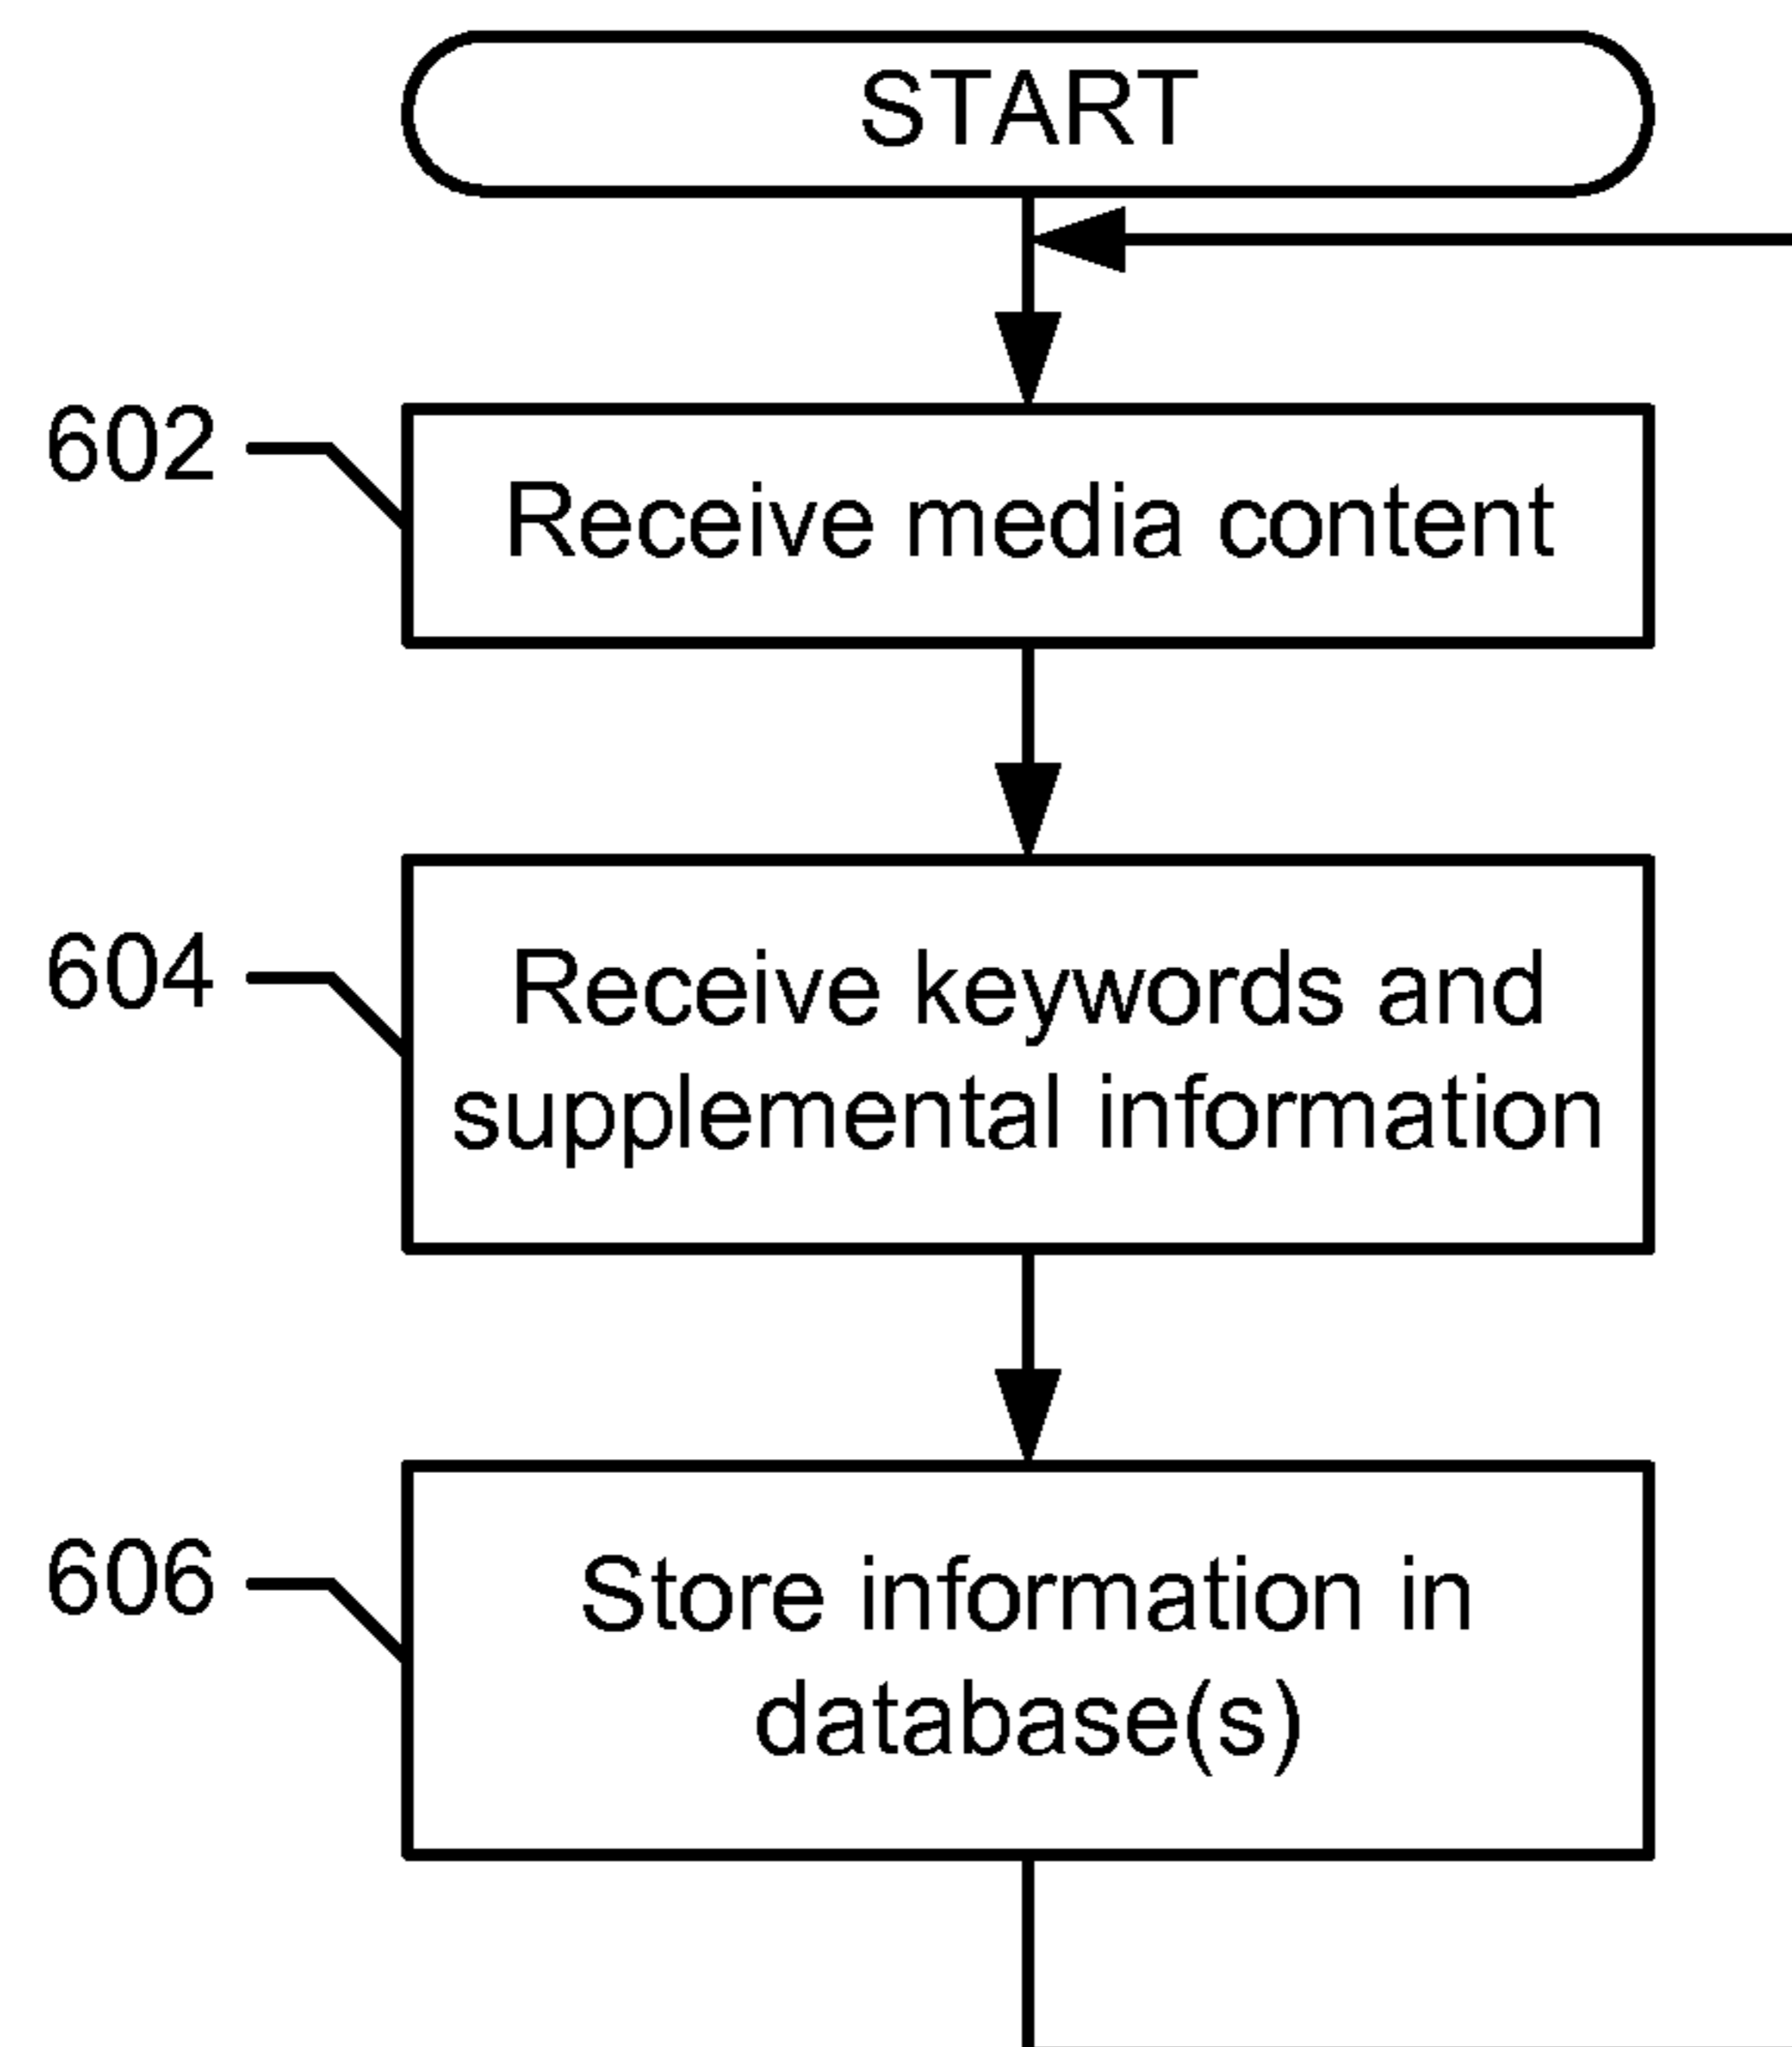 START
602
Receive media content
604
Receive keywords and
supplemental information
606
Store information in
database(s)